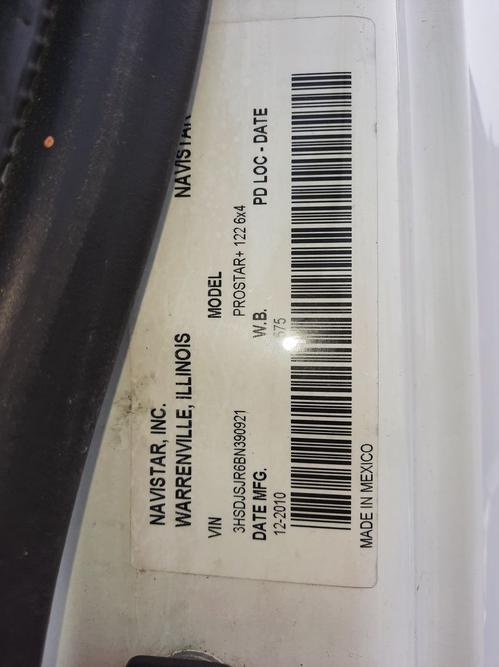 NAVISTAR, INC.
WARRENVILLE, ILLINOIS NAVISTAR
VIN MODEL
3HSDJSJR6BN390921 PROSTAR+ 122 6x4
DATE MFG. W.B. PD LOC - DATE
12-2010
MADE IN MEXICO